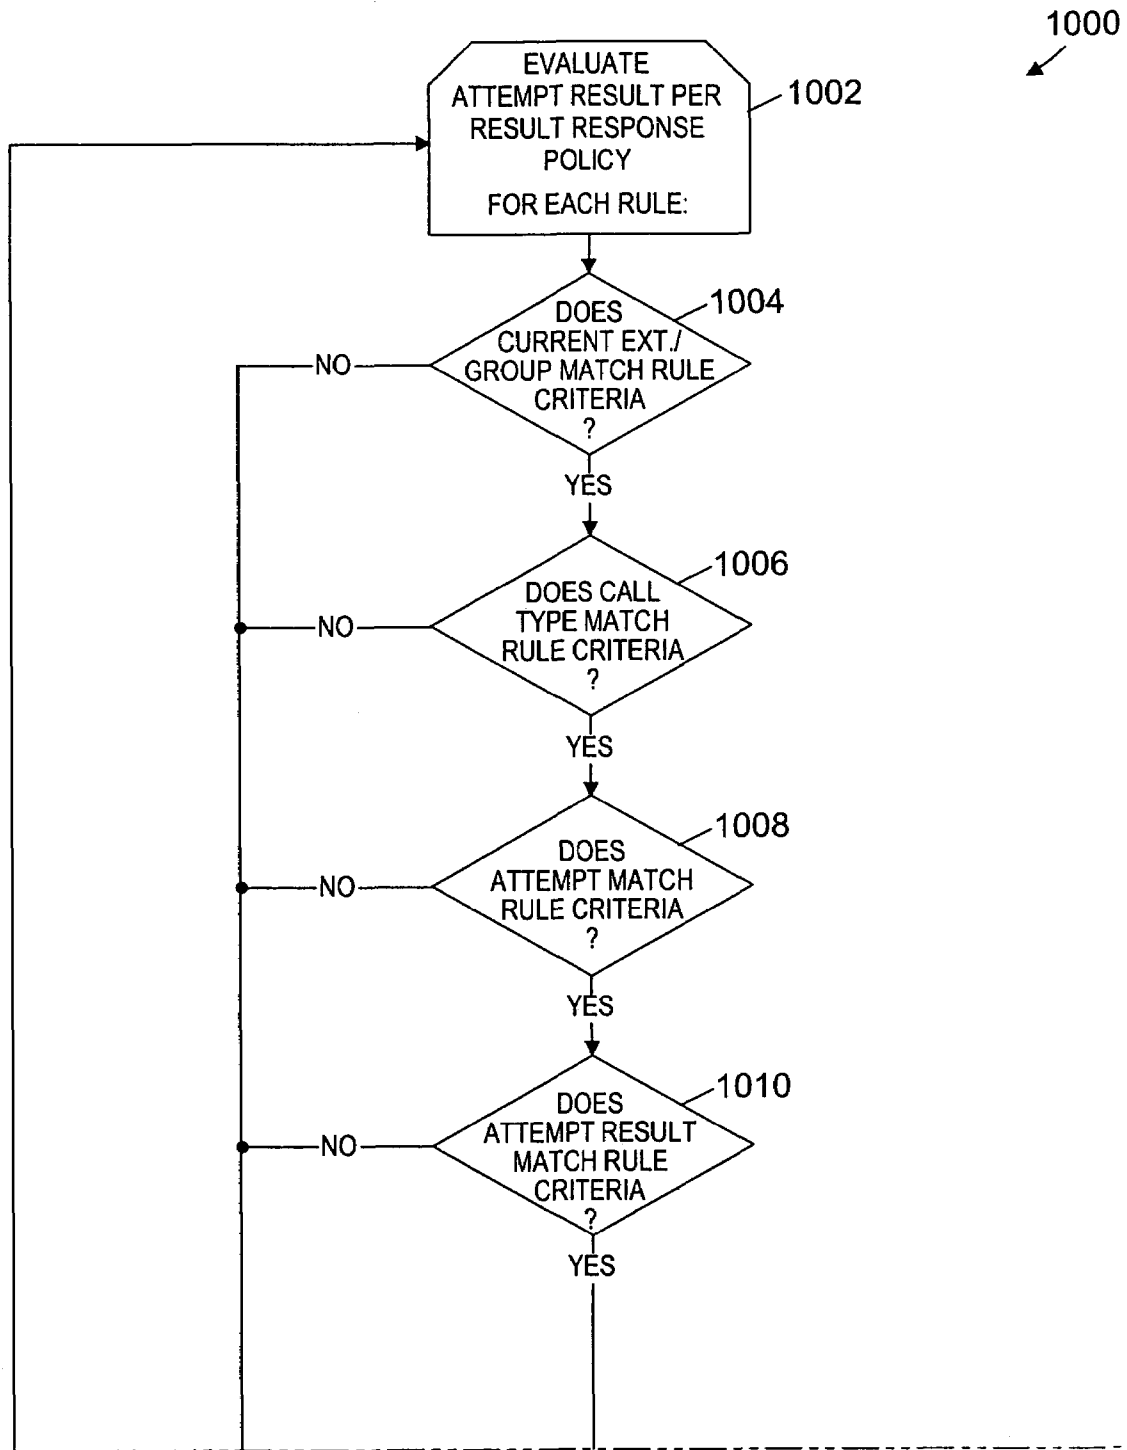 1000
EVALUATE
ATTEMPT RESULT PER
RESULT RESPONSE
POLICY
FOR EACH RULE:
1002
DOES
CURRENT EXT./
GROUP MATCH RULE
CRITERIA
?
1004
NO
YES
DOES CALL
TYPE MATCH
RULE CRITERIA
?
1006
NO
YES
DOES
ATTEMPT MATCH
RULE CRITERIA
?
1008
NO
YES
DOES
ATTEMPT RESULT
MATCH RULE
CRITERIA
?
1010
NO
YES